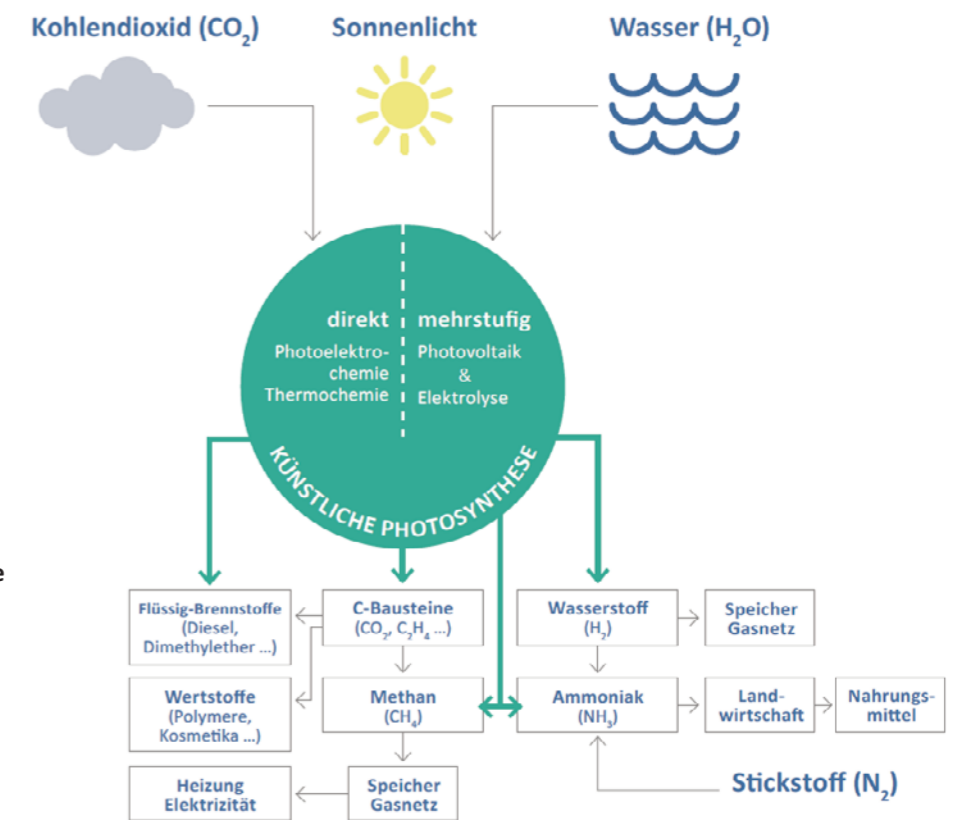 Kohlendioxid (CO₂)
Sonnenlicht
Wasser (H₂O)
direkt
mehrstufig
Photoelektro-
chemie
Thermochemie
Photovoltaik
&
Elektrolyse
KÜNSTLICHE PHOTOSYNTHESE
e
Flüssig-Brennstoffe
(Diesel,
Dimethylether ...)
C-Bausteine
(CO₂, C₂H₄ ...)
Wasserstoff
(H₂)
Speicher
Gasnetz
Wertstoffe
(Polymere,
Kosmetika ...)
Methan
(CH₄)
Ammoniak
(NH₃)
Land-
wirtschaft
Nahrungs-
mittel
Heizung
Elektrizität
Speicher
Gasnetz
Stickstoff (N₂)